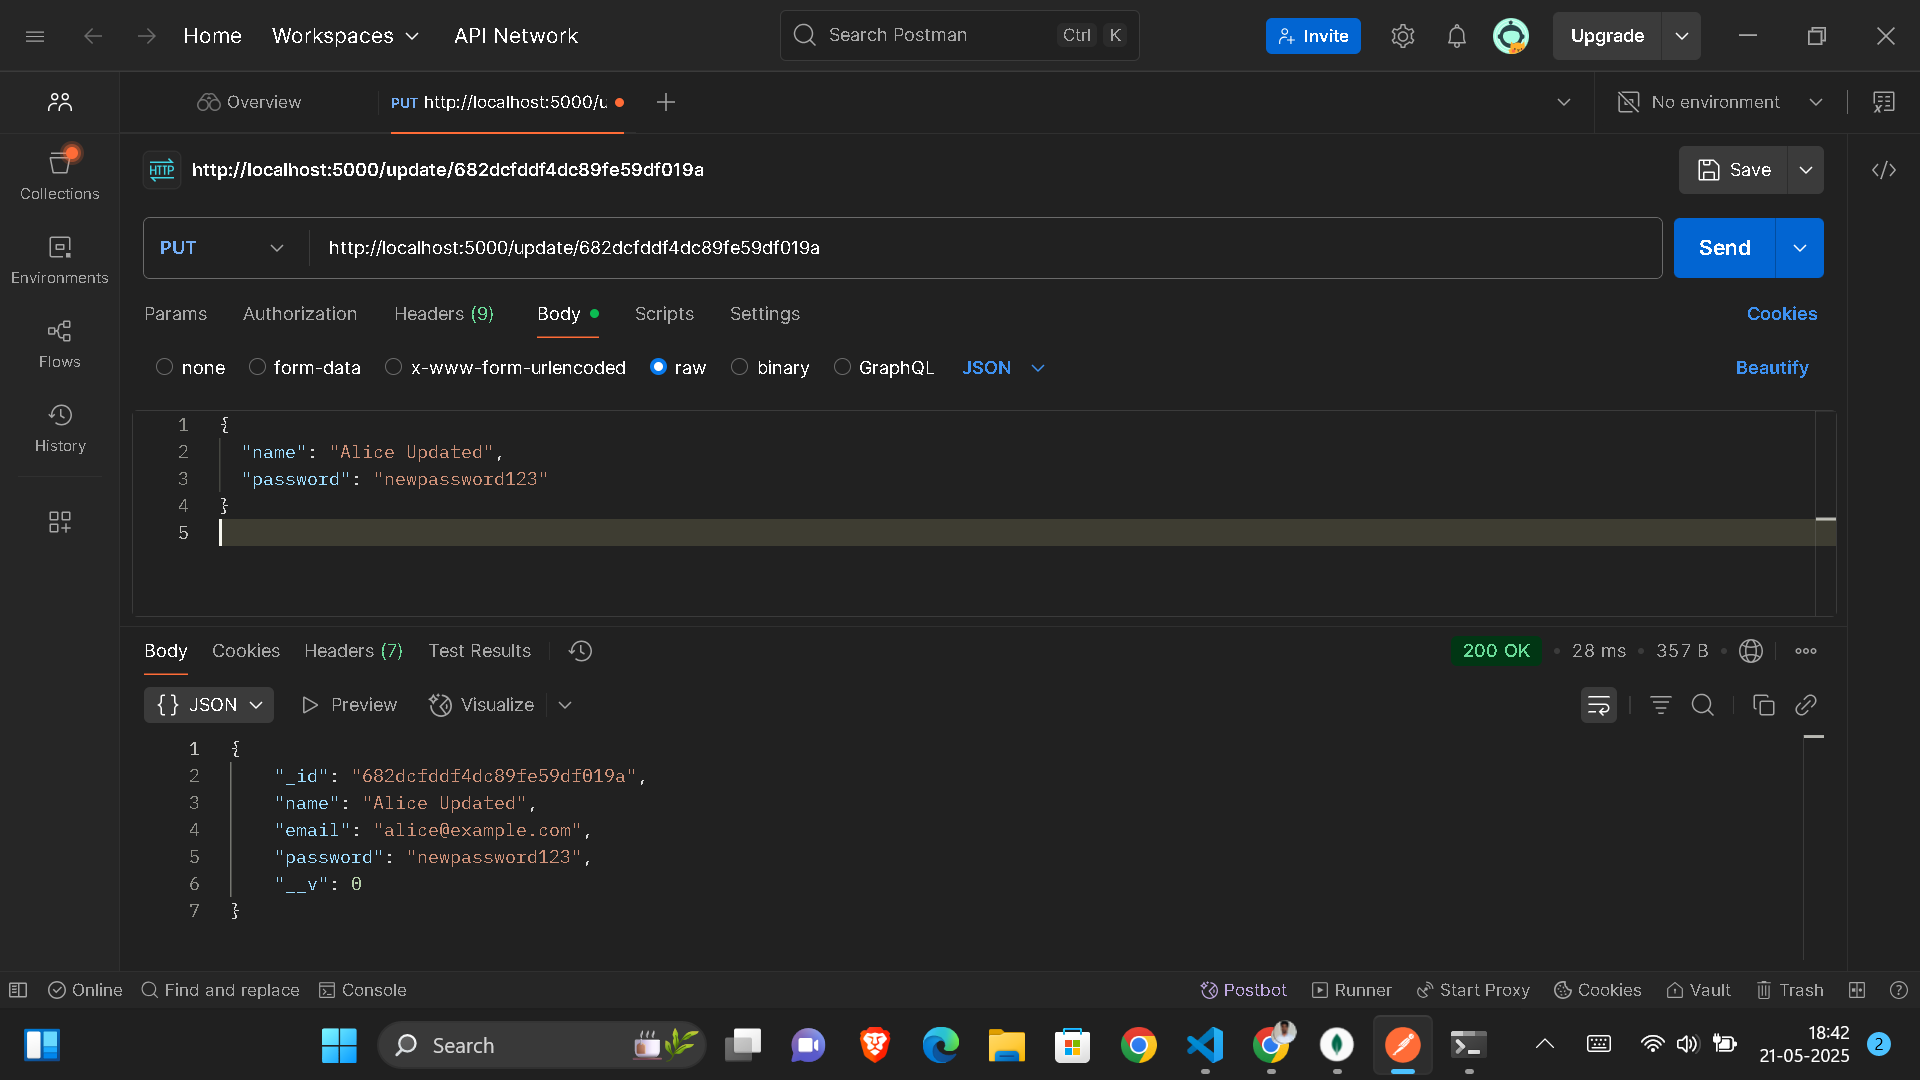 Home Workspaces API Network Search Postman Ctrl K Invite Upgrade
Overview PUT http://localhost:5000/u No environment
HTTP http://localhost:5000/update/682dcfddf4dc89fe59df019a Save
Collections
PUT http://localhost:5000/update/682dcfddf4dc89fe59df019a Send
Environments
Params Authorization Headers (9) Body Scripts Settings Cookies
Flows
none form-data x-www-form-urlencoded raw binary GraphQL JSON Beautify
History
1 {
2 "name": "Alice Updated",
3 "password": "newpassword123"
4 }
5
Body Cookies Headers (7) Test Results 200 OK • 28 ms • 357 B •
{} JSON Preview Visualize
1 {
2 "_id": "682dcfddf4dc89fe59df019a",
3 "name": "Alice Updated",
4 "email": "alice@example.com",
5 "password": "newpassword123",
6 "__v": 0
7 }
Online Find and replace Console Postbot Runner Start Proxy Cookies Vault Trash
Search 18:42
21-05-2025 2